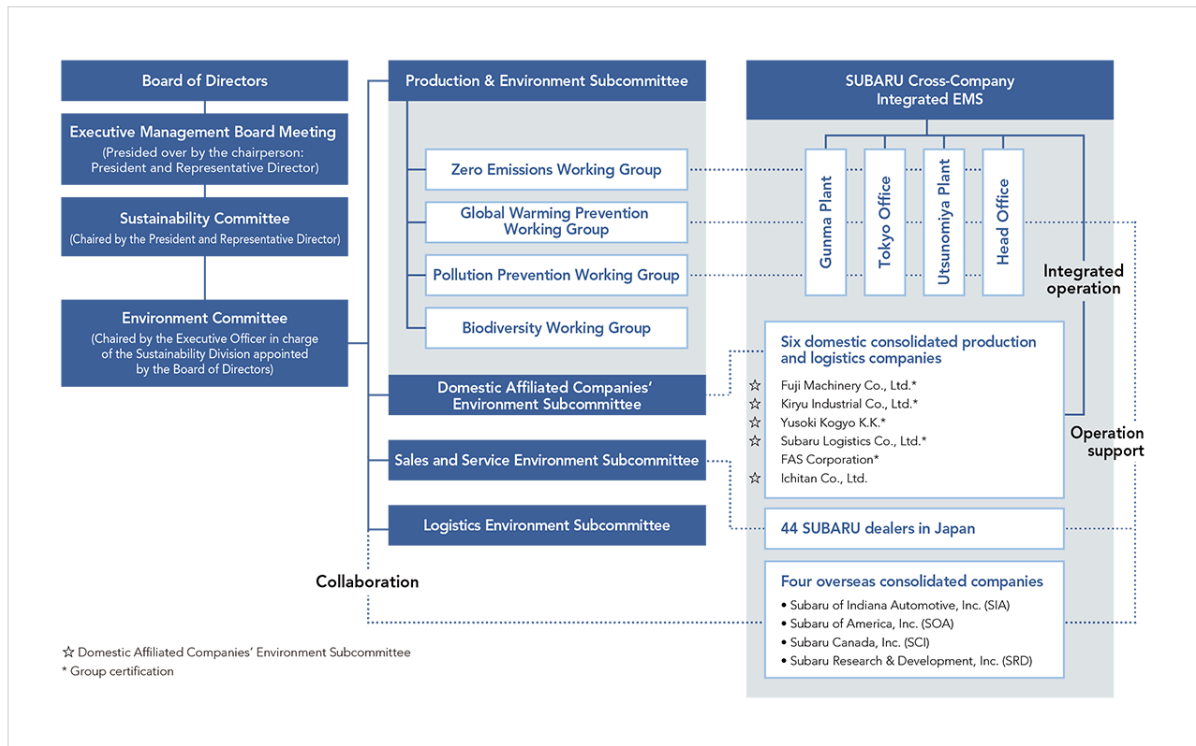 Board of Directors
Executive Management Board Meeting
(Presided over by the chairperson:
President and Representative Director)
Sustainability Committee
(Chaired by the President and Representative Director)
Environment Committee
(Chaired by the Executive Officer in charge
of the Sustainability Division appointed
by the Board of Directors)
Production & Environment Subcommittee
Zero Emissions Working Group
Global Warming Prevention
Working Group
Pollution Prevention Working Group
Biodiversity Working Group
Domestic Affiliated Companies’
Environment Subcommittee
Sales and Service Environment Subcommittee
Logistics Environment Subcommittee
Collaboration
SUBARU Cross-Company
Integrated EMS
Gunma Plant
Tokyo Office
Utsunomiya Plant
Head Office
Integrated
operation
Six domestic consolidated production
and logistics companies
☆ Fuji Machinery Co., Ltd.*
☆ Kiryu Industrial Co., Ltd.*
☆ Yusoki Kogyo K.K.*
☆ Subaru Logistics Co., Ltd.*
FAS Corporation*
☆ Ichitan Co., Ltd.
Operation
support
44 SUBARU dealers in Japan
Four overseas consolidated companies
• Subaru of Indiana Automotive, Inc. (SIA)
• Subaru of America, Inc. (SOA)
• Subaru Canada, Inc. (SCI)
• Subaru Research & Development, Inc. (SRD)
☆ Domestic Affiliated Companies’ Environment Subcommittee
* Group certification